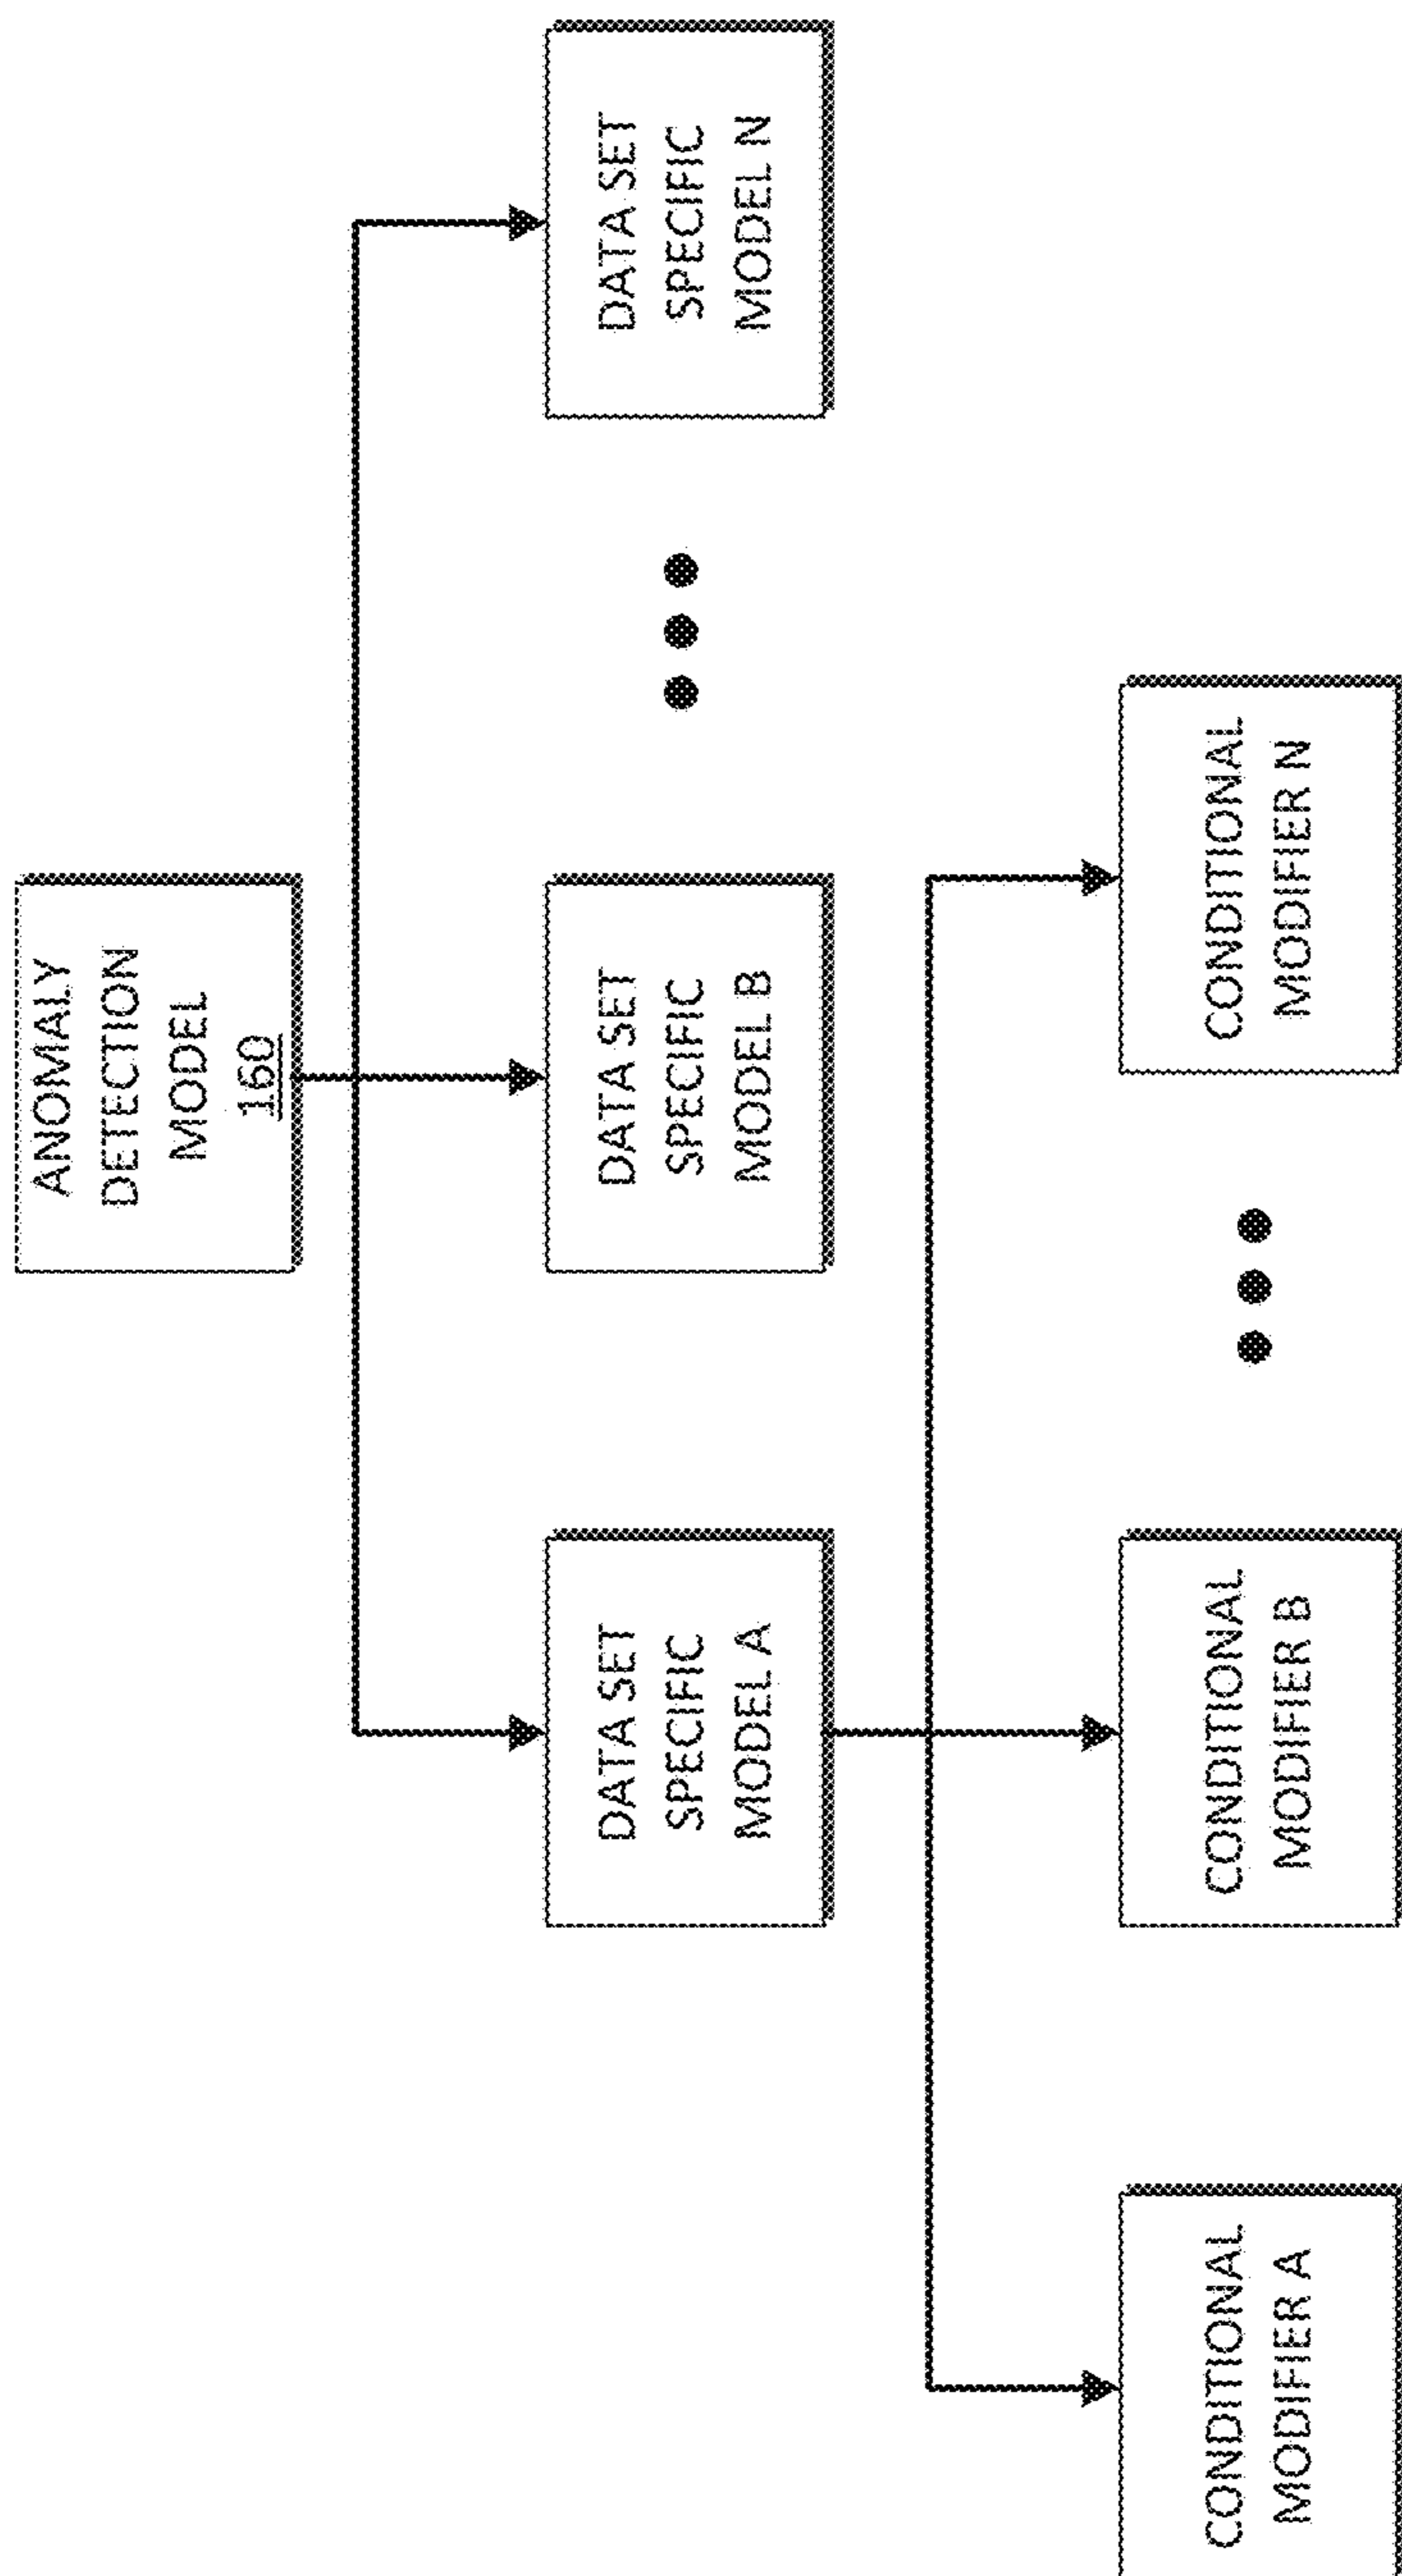 ANOMALY
DETECTION
MODEL
160
DATA SET
SPECIFIC
MODEL A
DATA SET
SPECIFIC
MODEL B
DATA SET
SPECIFIC
MODEL N
CONDITIONAL
MODIFIER A
CONDITIONAL
MODIFIER B
CONDITIONAL
MODIFIER N